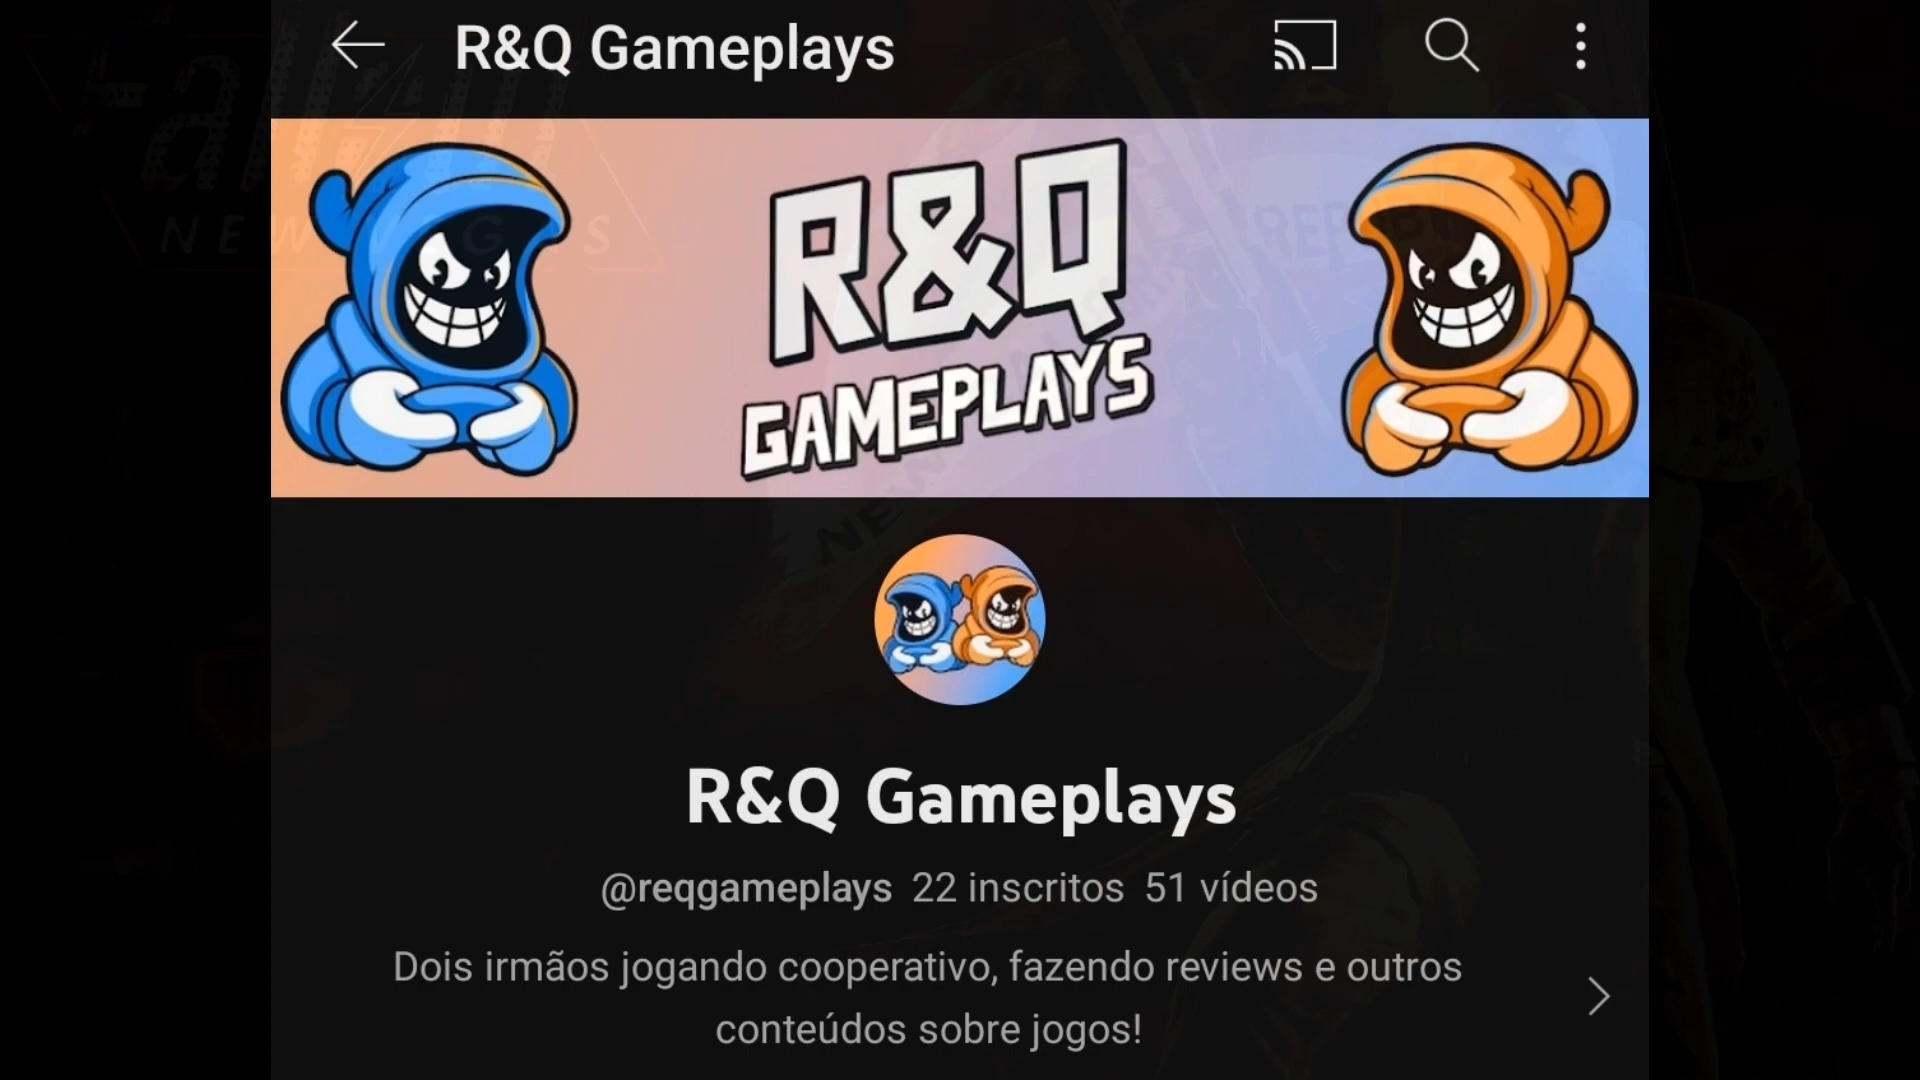 R&Q Gameplays
R&Q
GAMEPLAYS
R&Q Gameplays
@reqgameplays 22 inscritos 51 vídeos
Dois irmãos jogando cooperativo, fazendo reviews e outros
conteúdos sobre jogos!